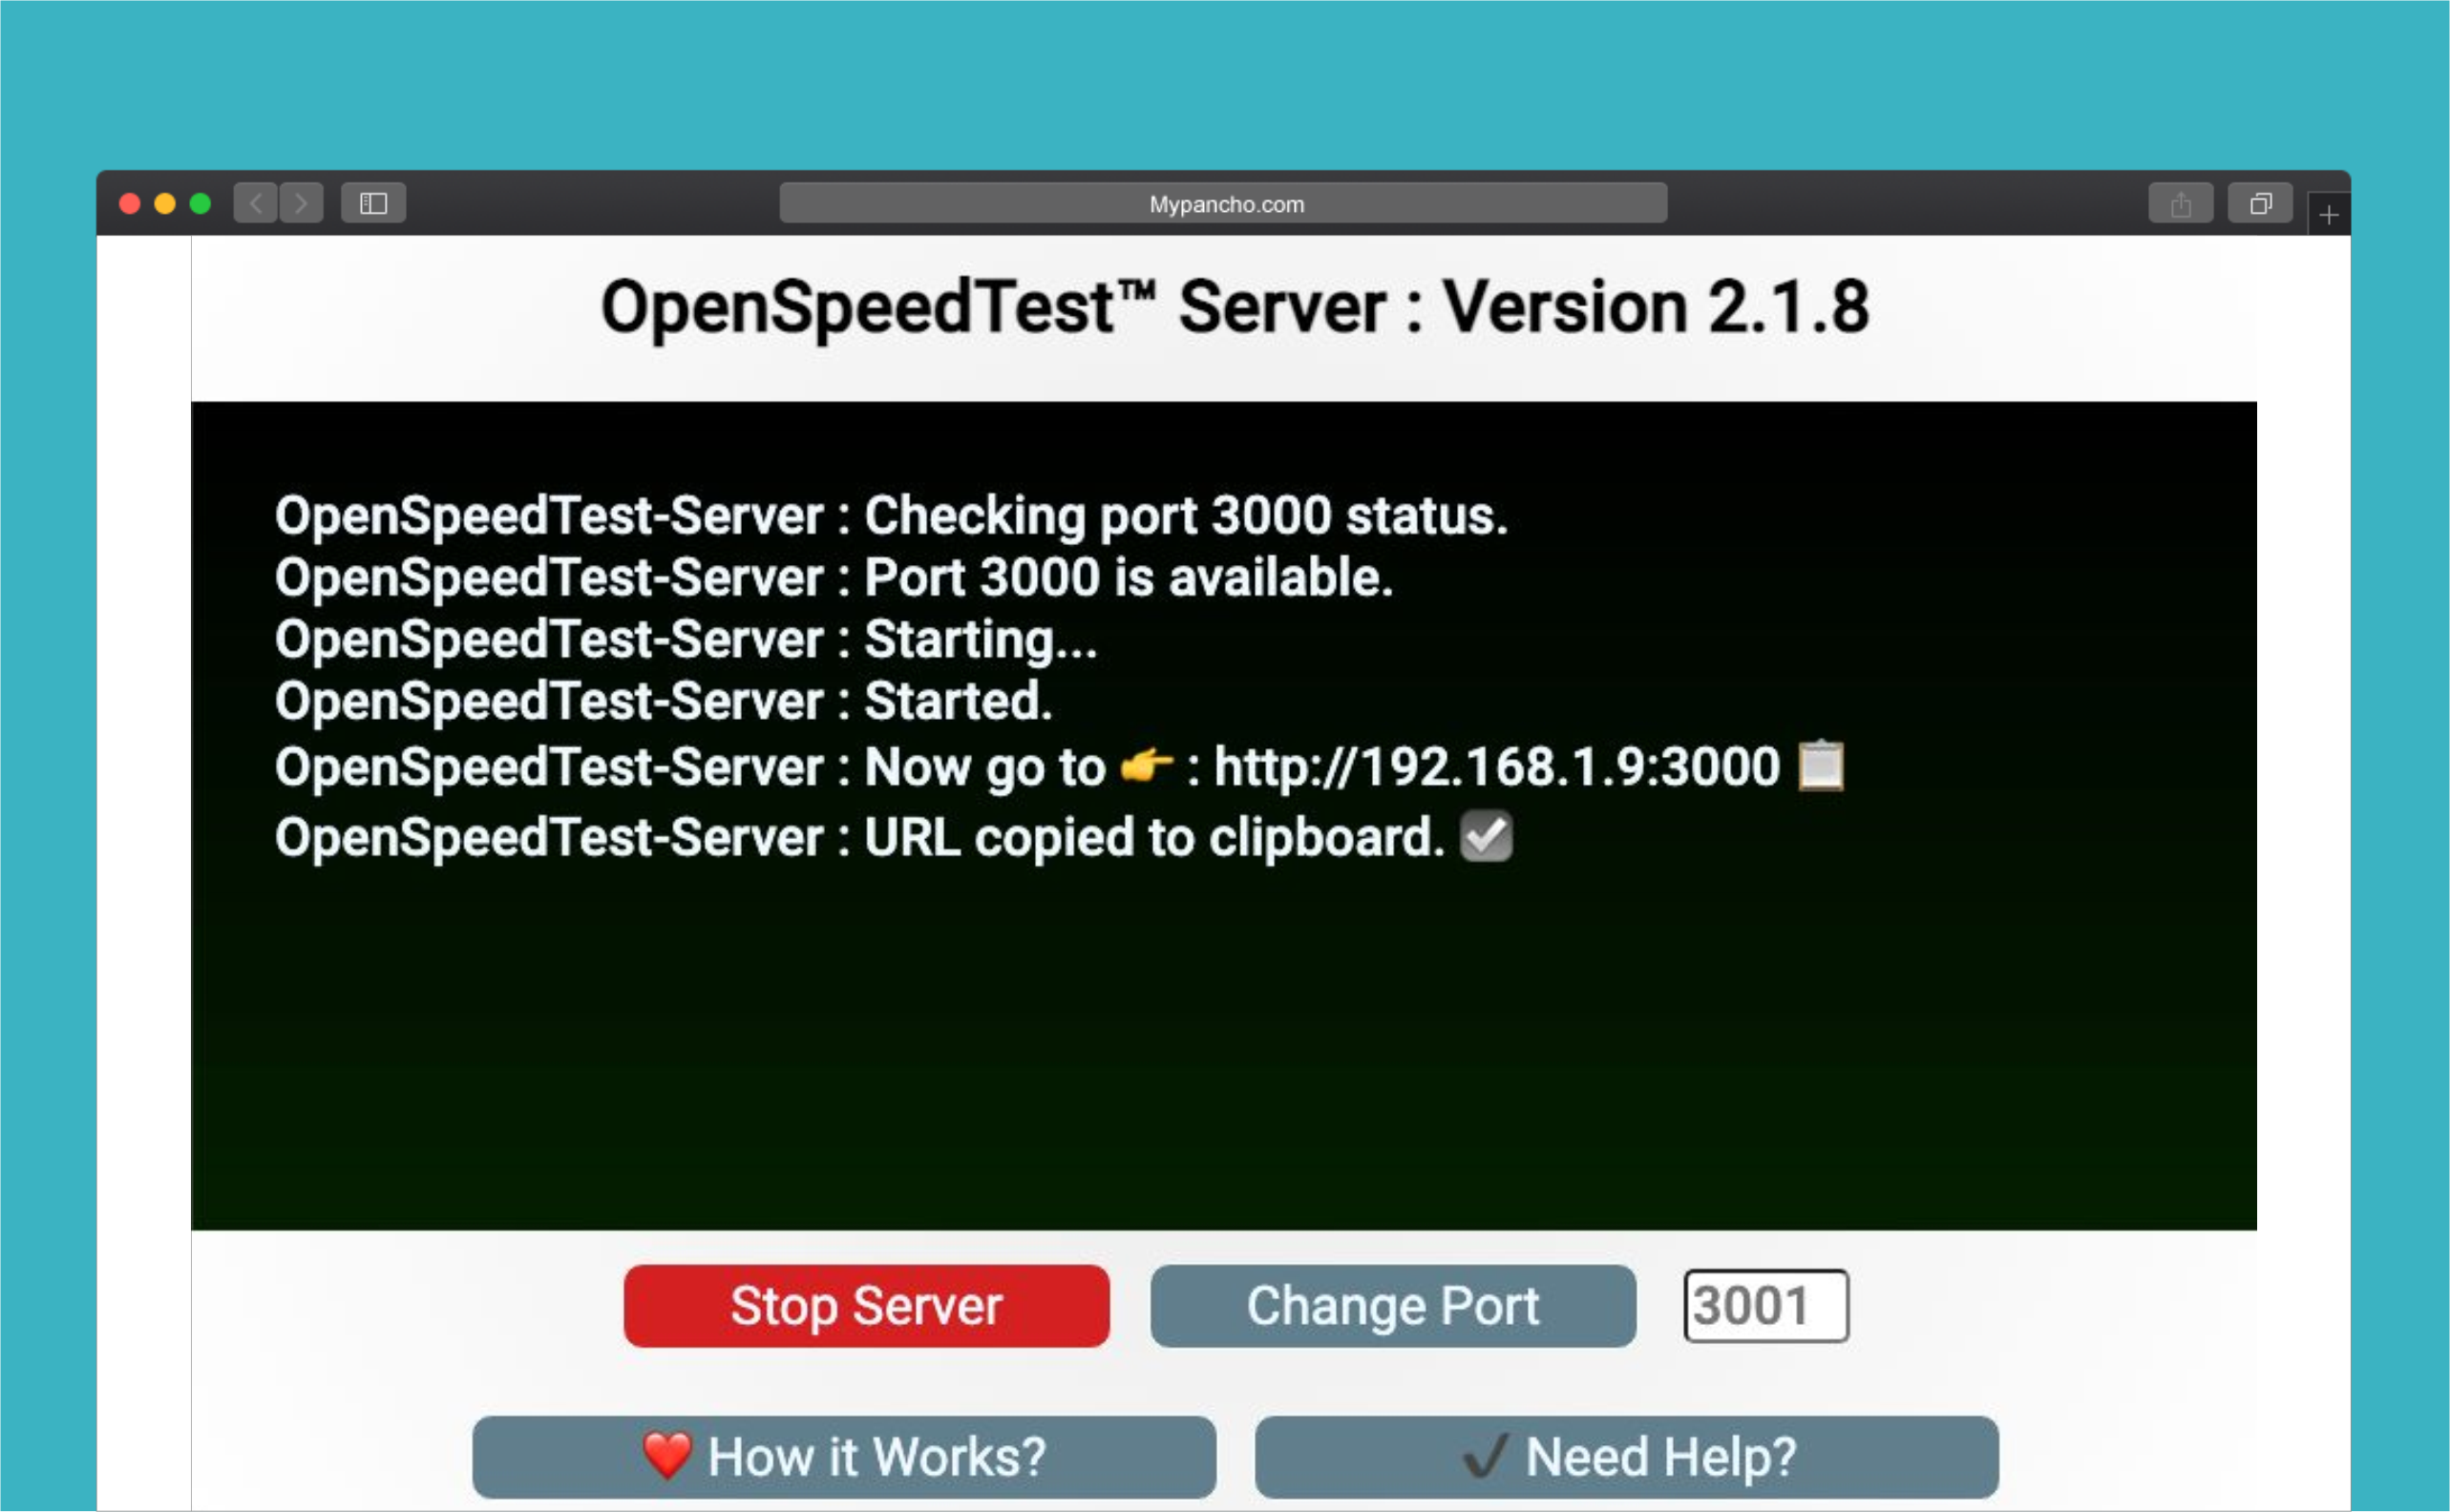 Mypancho.com
OpenSpeedTest™ Server : Version 2.1.8
OpenSpeedTest-Server : Checking port 3000 status.
OpenSpeedTest-Server : Port 3000 is available.
OpenSpeedTest-Server : Starting...
OpenSpeedTest-Server : Started.
OpenSpeedTest-Server : Now go to 👉 : http://192.168.1.9:3000 📋
OpenSpeedTest-Server : URL copied to clipboard. ☑️
Stop Server Change Port 3001
❤️ How it Works? ✔️ Need Help?